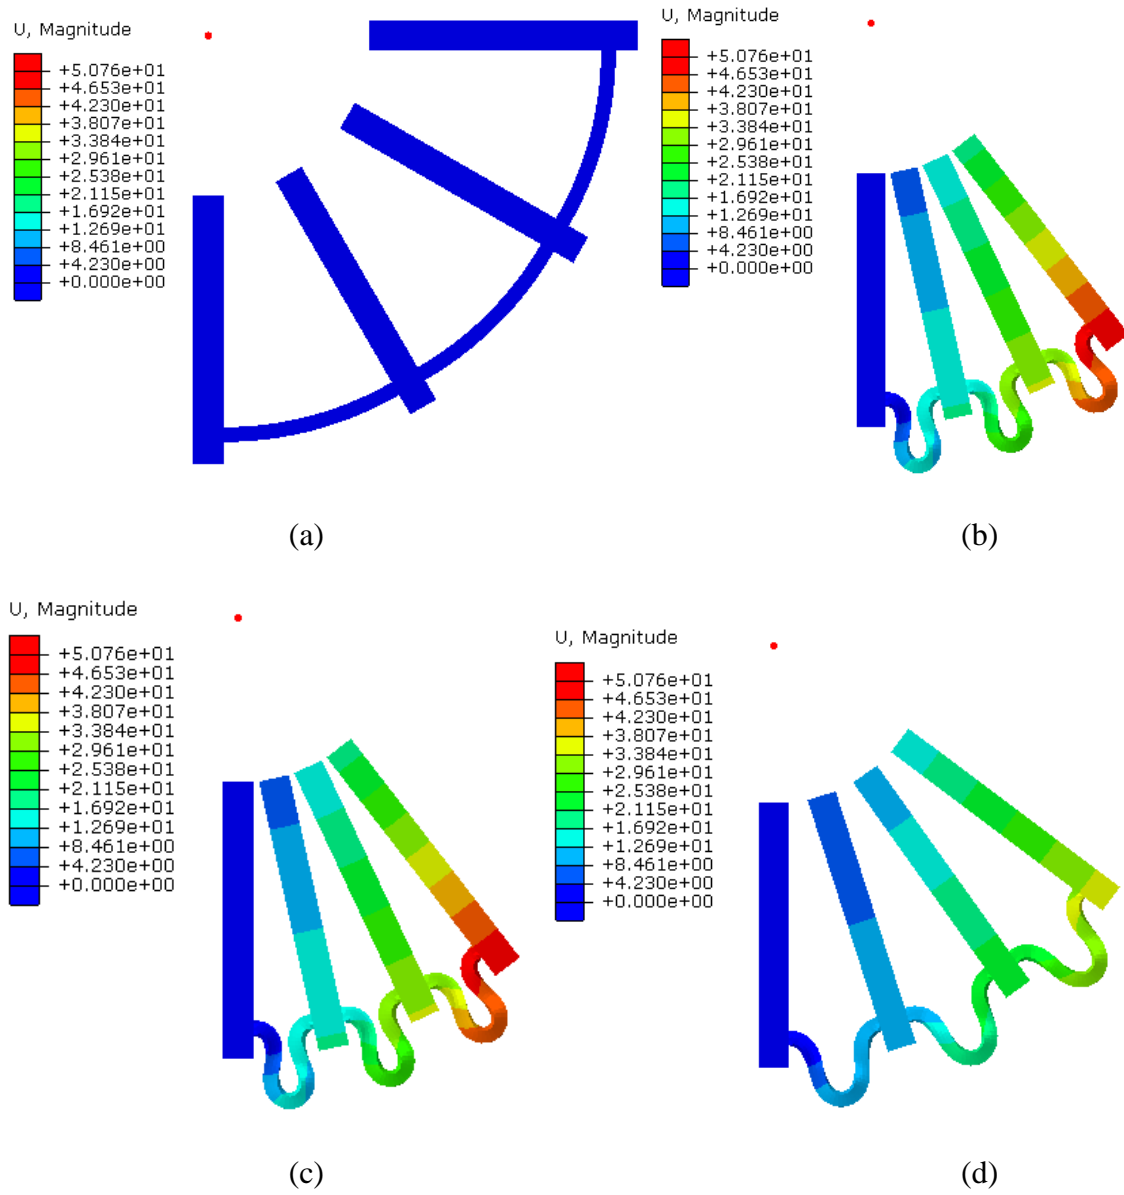 U, Magnitude
+5.076e+01
+4.653e+01
+4.230e+01
+3.807e+01
+3.384e+01
+2.961e+01
+2.538e+01
+2.115e+01
+1.692e+01
+1.269e+01
+8.461e+00
+4.230e+00
+0.000e+00
(a)
U, Magnitude
+5.076e+01
+4.653e+01
+4.230e+01
+3.807e+01
+3.384e+01
+2.961e+01
+2.538e+01
+2.115e+01
+1.692e+01
+1.269e+01
+8.461e+00
+4.230e+00
+0.000e+00
(b)
U, Magnitude
+5.076e+01
+4.653e+01
+4.230e+01
+3.807e+01
+3.384e+01
+2.961e+01
+2.538e+01
+2.115e+01
+1.692e+01
+1.269e+01
+8.461e+00
+4.230e+00
+0.000e+00
(c)
U, Magnitude
+5.076e+01
+4.653e+01
+4.230e+01
+3.807e+01
+3.384e+01
+2.961e+01
+2.538e+01
+2.115e+01
+1.692e+01
+1.269e+01
+8.461e+00
+4.230e+00
+0.000e+00
(d)